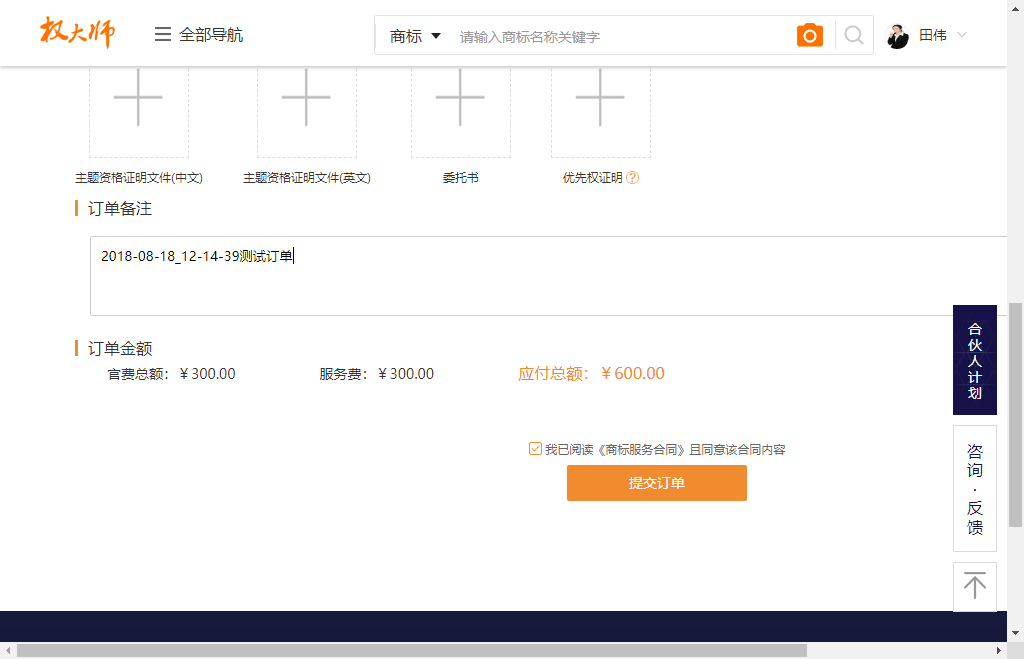 权大师
全部导航
商标
请输入商标名称关键字
田伟
主题资格证明文件(中文)
主题资格证明文件(英文)
委托书
优先权证明
?
订单备注
2018-08-18_12-14-39测试订单
订单金额
官费总额：￥300.00
服务费：￥300.00
应付总额：￥600.00
我已阅读《商标服务合同》且同意该合同内容
提交订单
合伙人计划
咨询·反馈